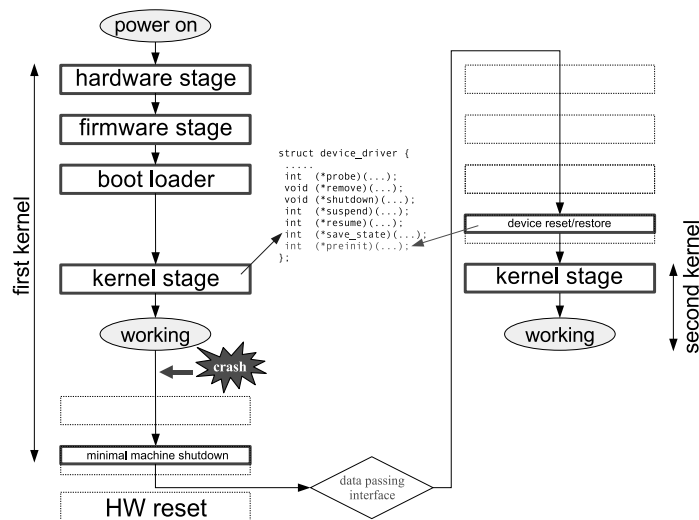 power on
hardware stage
firmware stage
boot loader
kernel stage
working
crash
minimal machine shutdown
HW reset
first kernel
struct device_driver {
.....
int (*probe)(...);
void (*remove)(...);
void (*shutdown)(...);
int (*suspend)(...);
int (*resume)(...);
int (*save_state)(...);
int (*preinit)(...);
};
data passing
interface
device reset/restore
kernel stage
working
second kernel